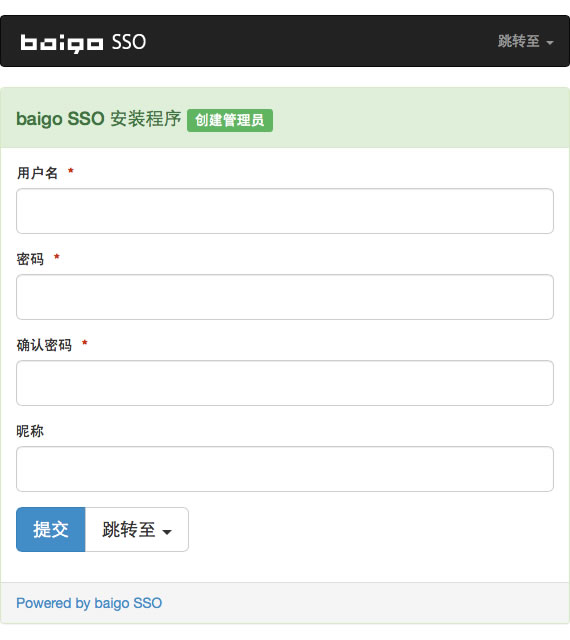 baigo SSO 跳转至
baigo SSO 安装程序 创建管理员
用户名 *
密码 *
确认密码 *
昵称
提交 跳转至
Powered by baigo SSO